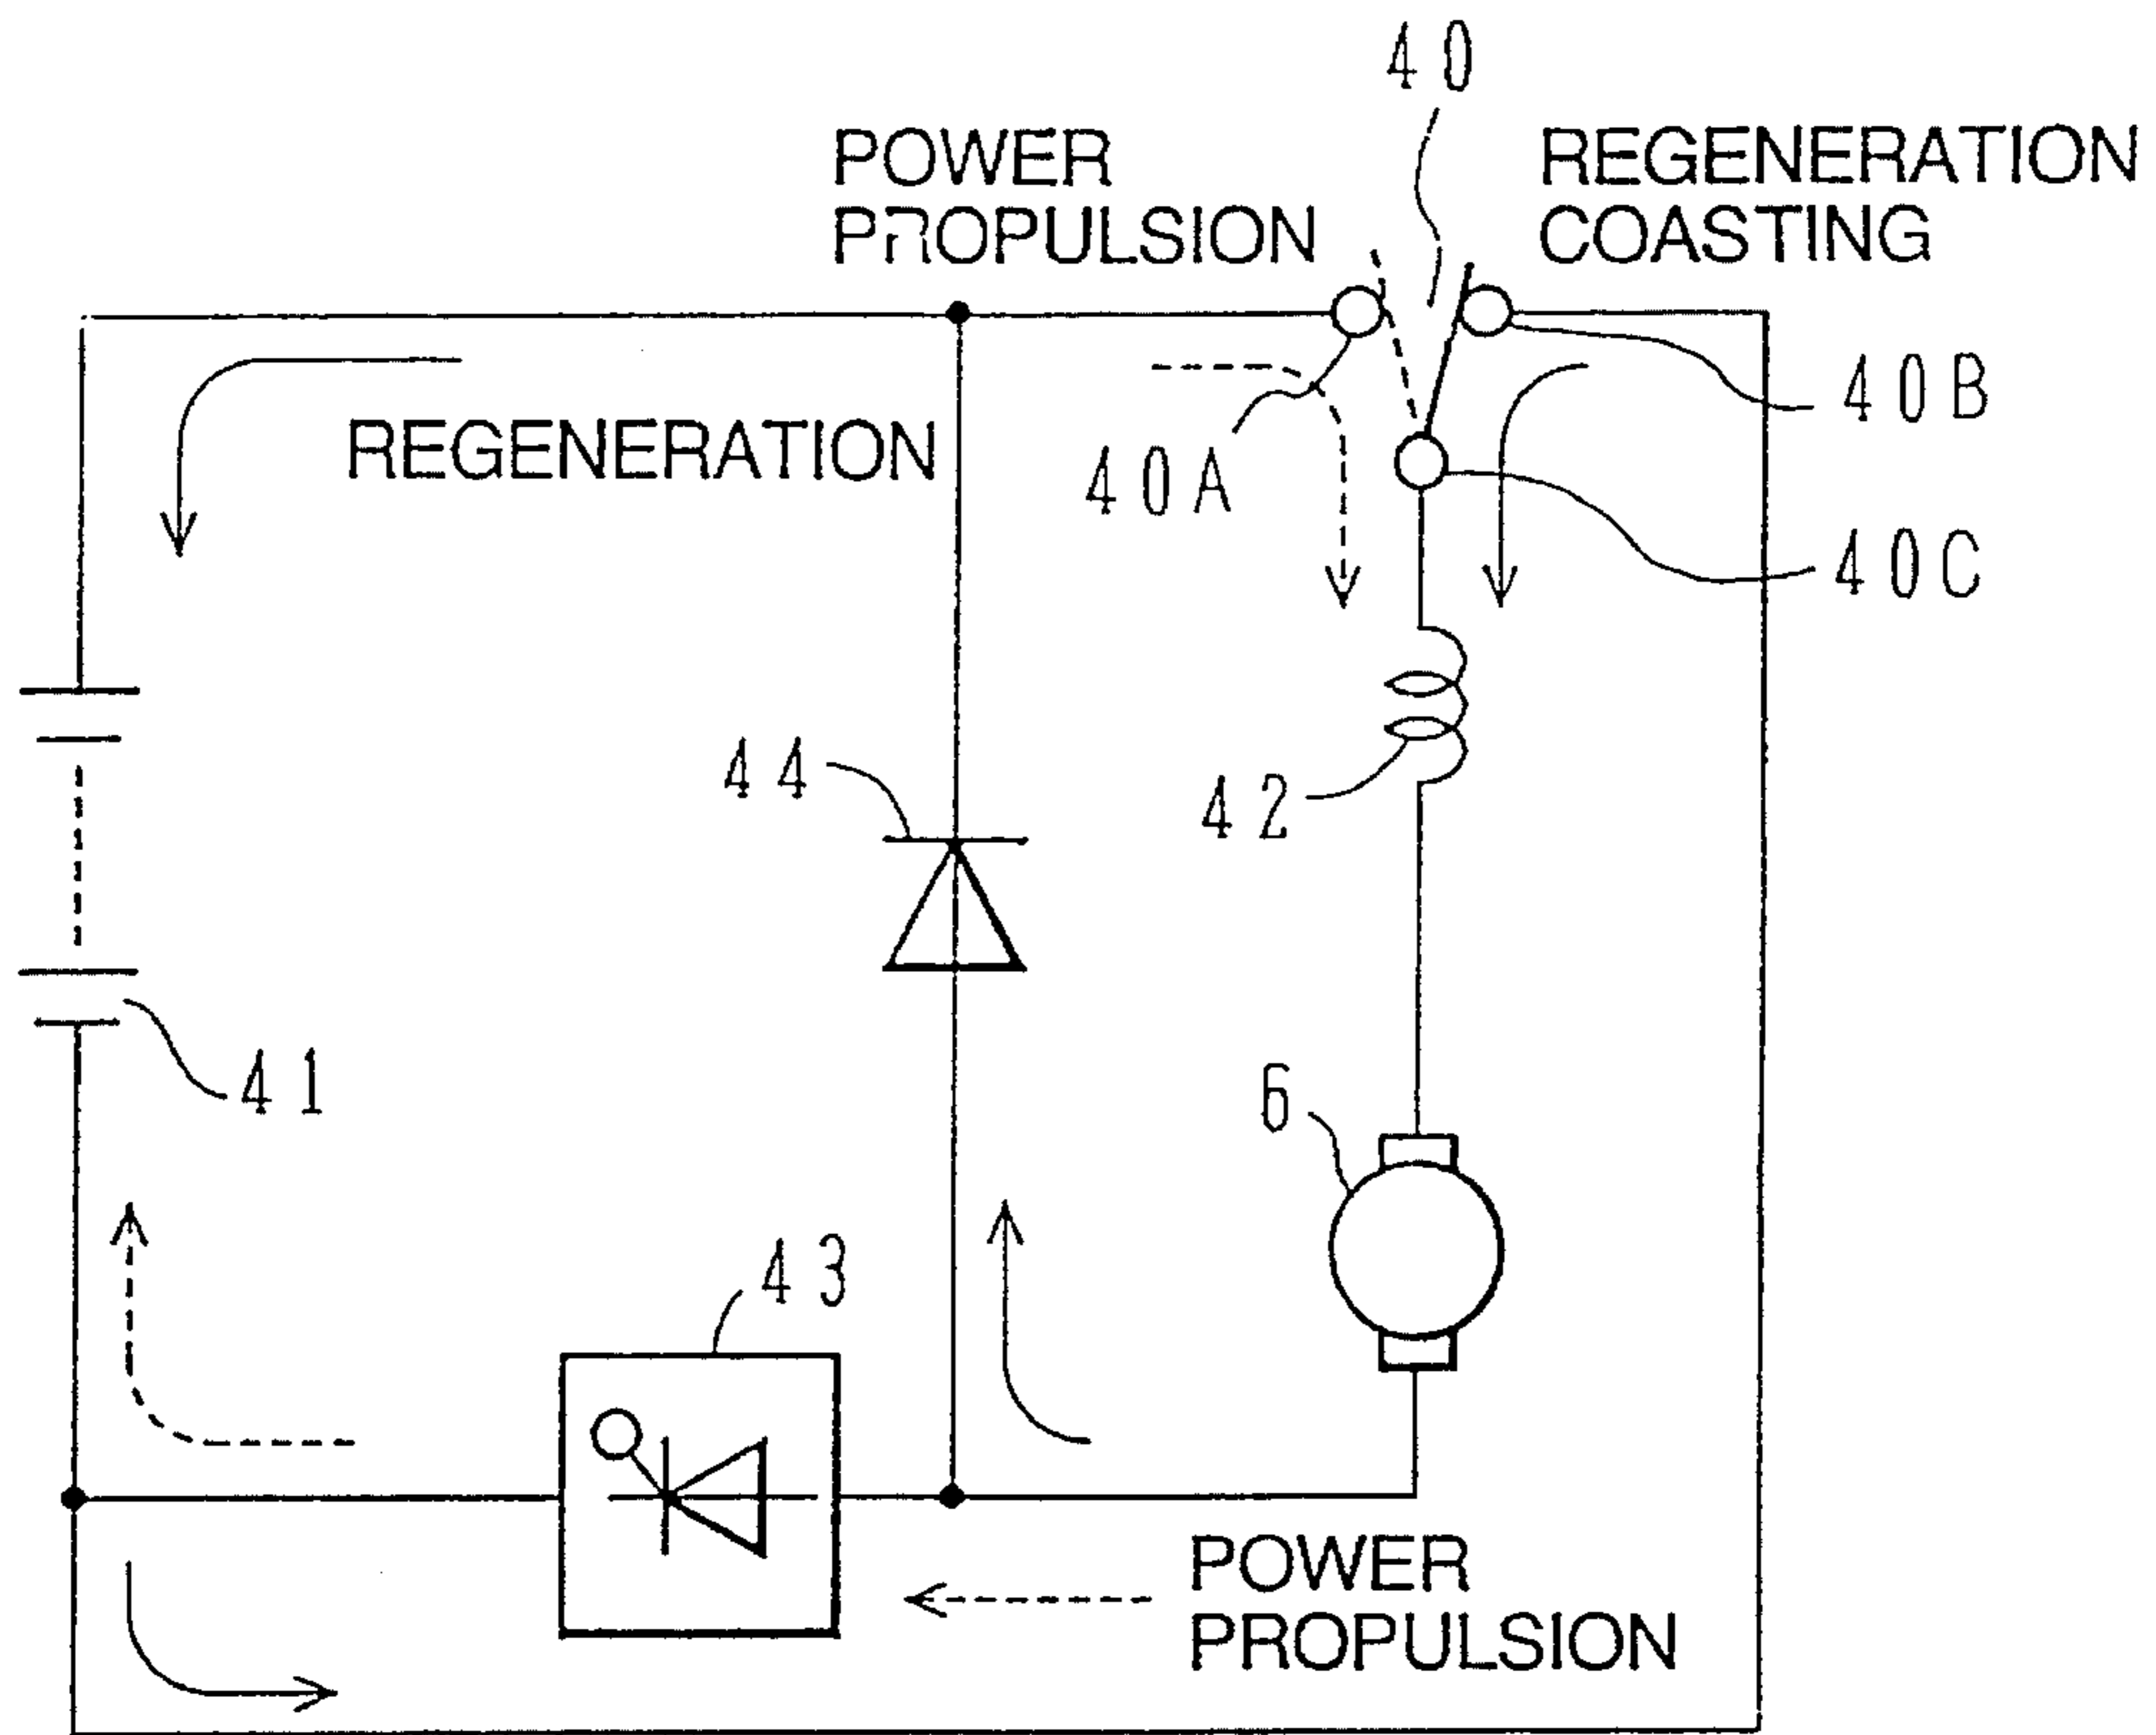 40
POWER
PROPULSION
REGENERATION
COASTING
40B
REGENERATION
40A
40C
44
42
41
6
43
POWER
PROPULSION